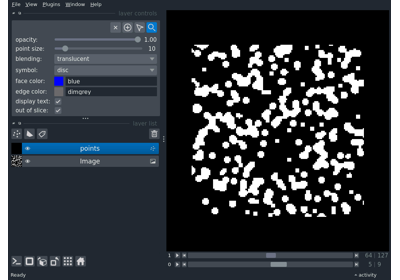 File View Plugins Window Help
layer controls
opacity: 1.00
point size: 10
blending: translucent
symbol: disc
face color: blue
edge color: dimgrey
display text: ✓
out of slice: ✓
layer list
points
Image
1 64 127
0 5 9
Ready activity